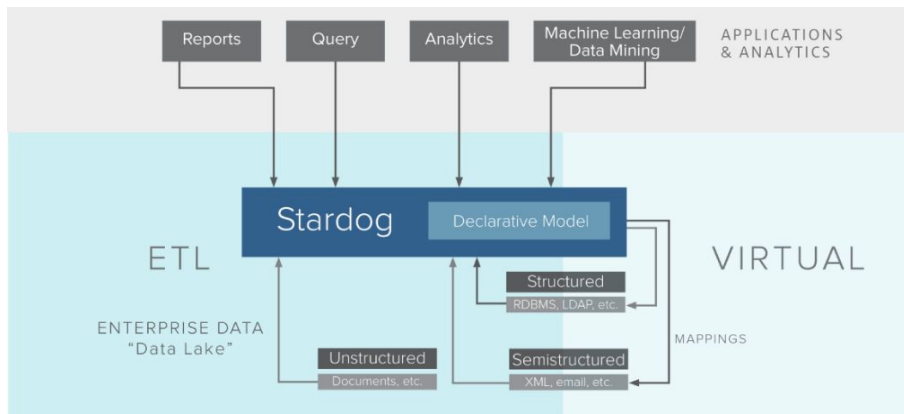 Reports
Query
Analytics
Machine Learning/
Data Mining
APPLICATIONS
& ANALYTICS
Stardog
Declarative Model
ETL
VIRTUAL
Structured
RDBMS, LDAP, etc.
ENTERPRISE DATA
“Data Lake”
MAPPINGS
Unstructured
Documents, etc.
Semistructured
XML, email, etc.